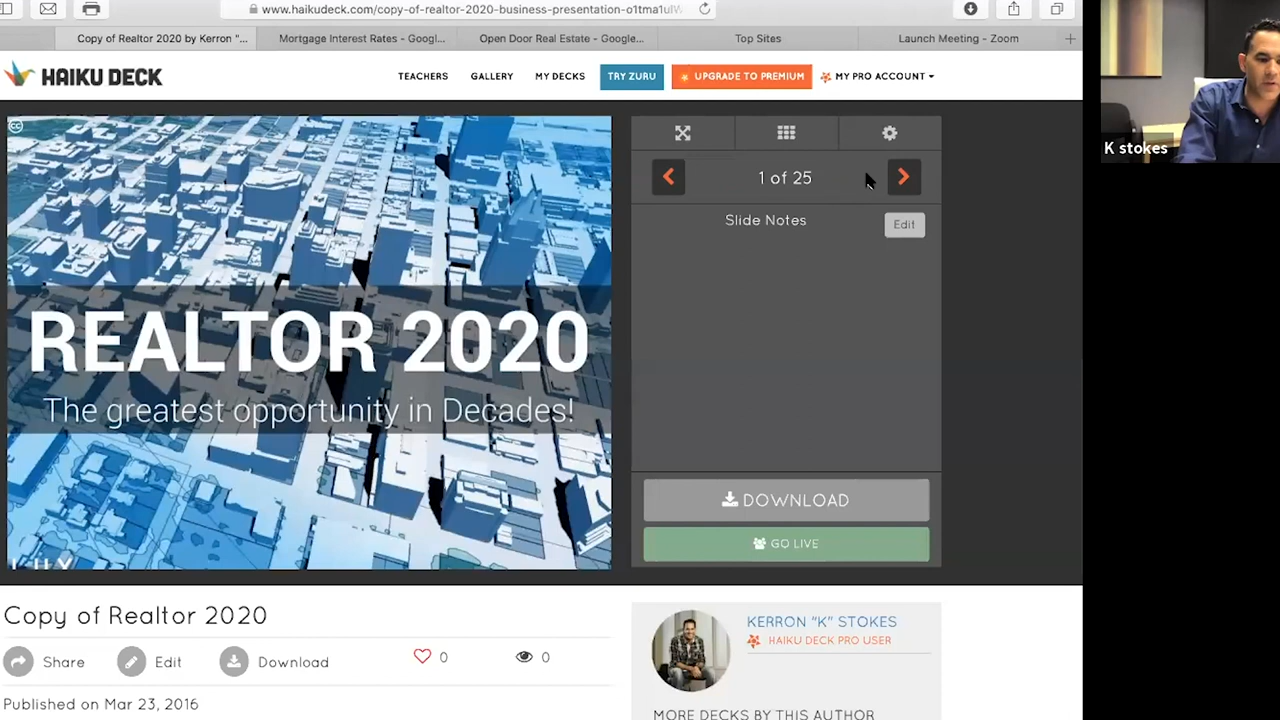 www.haikudeck.com/copy-of-realtor-2020-business-presentation-o1tma1ulW
Copy of Realtor 2020 by Kerron "...
Mortgage Interest Rates - Googl...
Open Door Real Estate - Google...
Top Sites
Launch Meeting - Zoom
HAIKU DECK
TEACHERS
GALLERY
MY DECKS
TRY ZURU
UPGRADE TO PREMIUM
MY PRO ACCOUNT
K stokes
cc
REALTOR 2020
The greatest opportunity in Decades!
1 of 25
Slide Notes
Edit
DOWNLOAD
GO LIVE
Copy of Realtor 2020
Share
Edit
Download
0
0
Published on Mar 23, 2016
KERRON "K" STOKES
HAIKU DECK PRO USER
MORE DECKS BY THIS AUTHOR